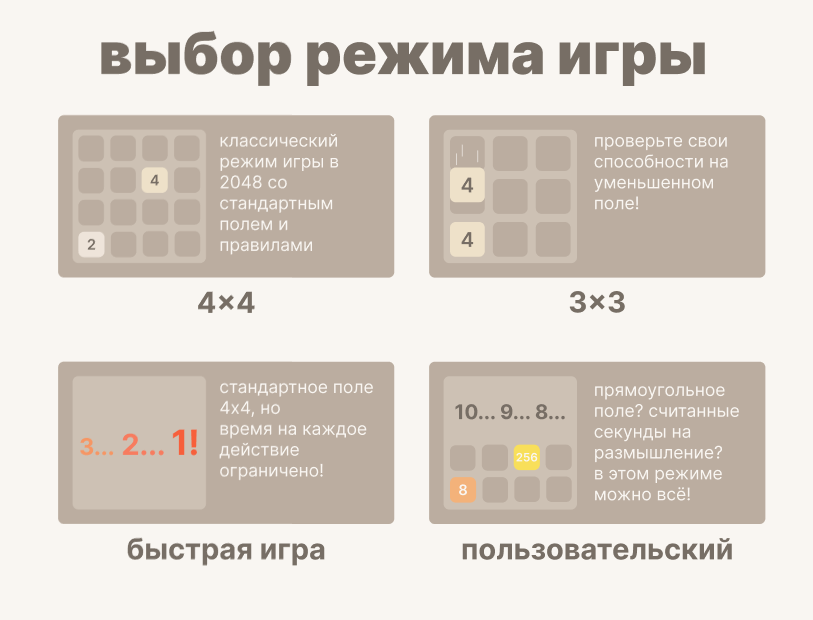 выбор режима игры
4
2
классический
режим игры в
2048 со
стандартным
полем и
правилами
4×4
4
4
проверьте свои
способности на
уменьшенном
поле!
3×3
3... 2... 1!
стандартное поле
4х4, но
время на каждое
действие
ограничено!
быстрая игра
10... 9... 8...
256
8
прямоугольное
поле? считанные
секунды на
размышление?
в этом режиме
можно всё!
пользовательский